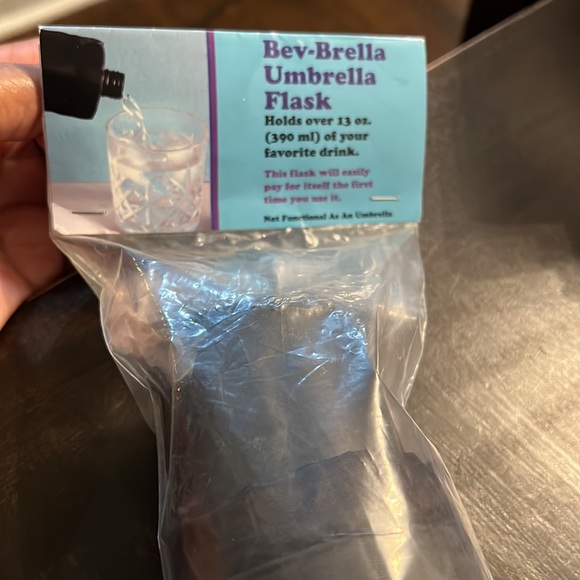 Bev-Brella
Umbrella
Flask
Holds over 13 oz.
(390 ml) of your
favorite drink.
This flask will easily
pay for itself the first
time you use it.
Not Functional As An Umbrella